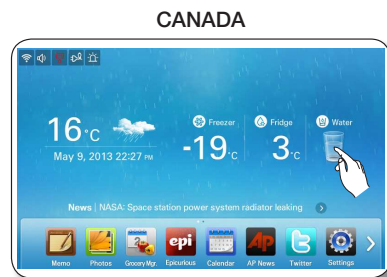 CANADA
16°C
May 9, 2013 22:27 PM
Freezer
-19°C
Fridge
3°C
Water
News | NASA: Space station power system radiator leaking
epi
Ap
Memo
Photos
Grocery Mgr.
Epicurious
Calendar
AP News
Twitter
Settings